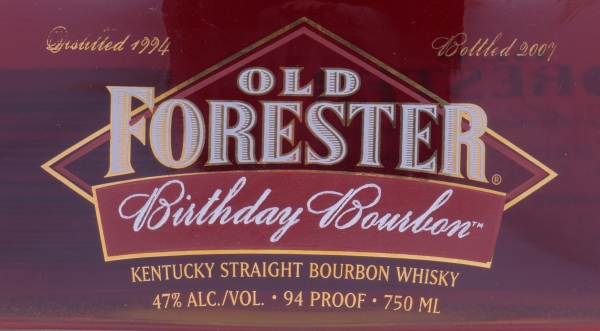 Distilled 1994
Bottled 2007
OLD
FORESTER®
Birthday Bourbon™
KENTUCKY STRAIGHT BOURBON WHISKY
47% ALC./VOL. • 94 PROOF • 750 ML